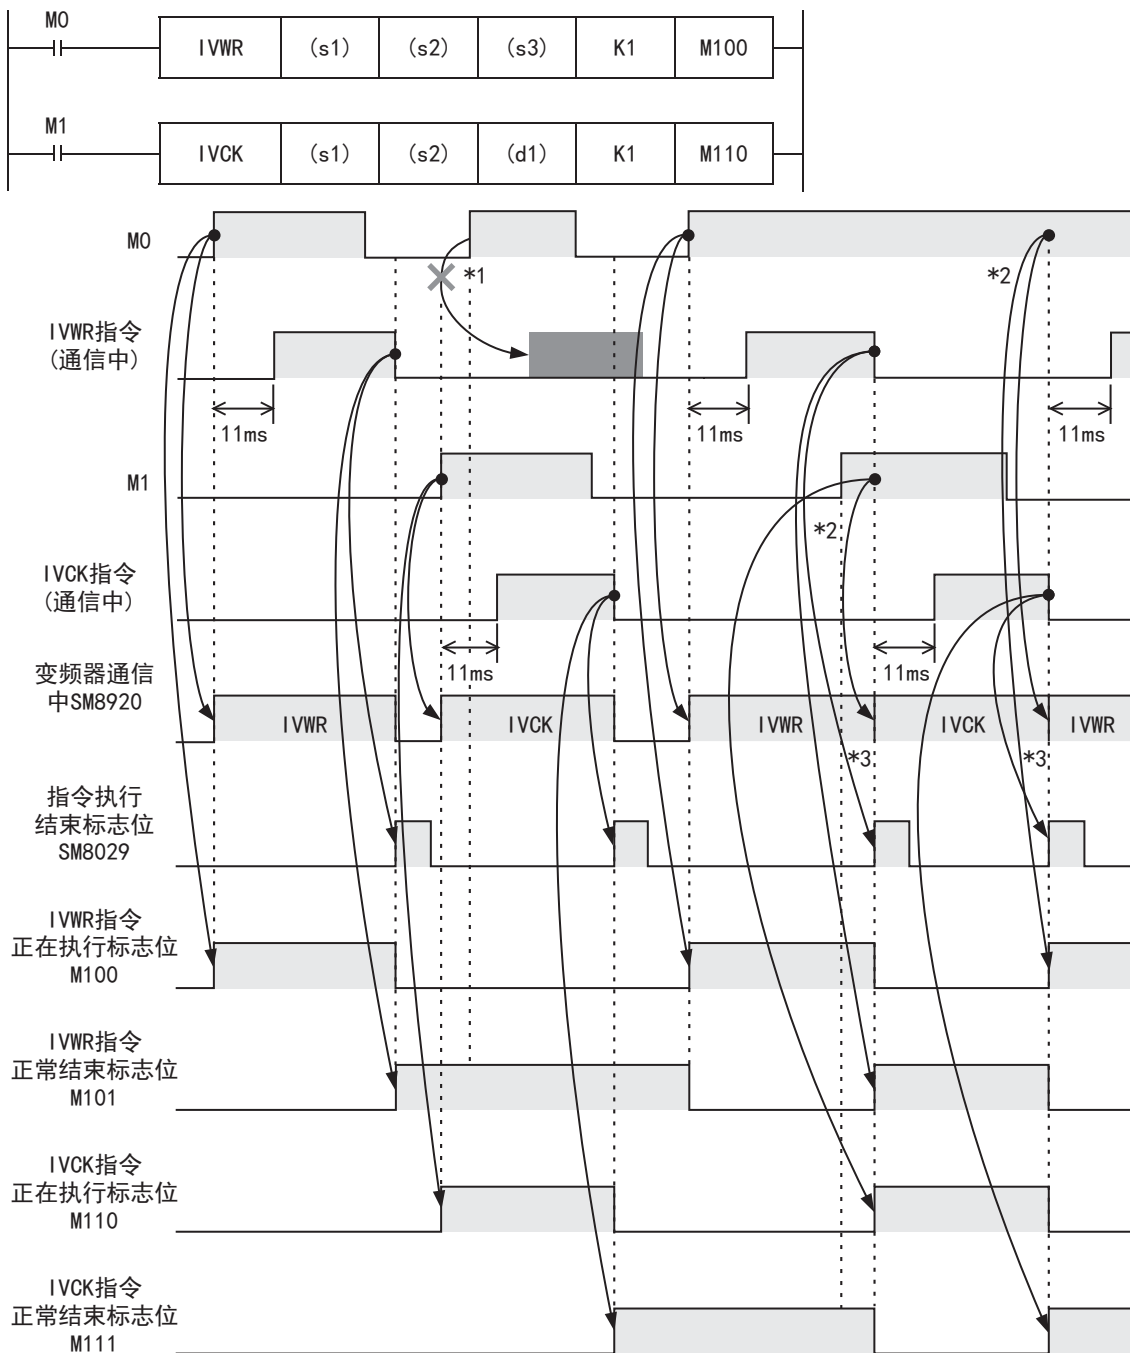 M0
IVWR (s1) (s2) (s3) K1 M100
M1
IVCK (s1) (s2) (d1) K1 M110
M0
*1
*2
IVWR指令
(通信中)
11ms 11ms 11ms
M1
*2
IVCK指令
(通信中)
11ms 11ms
变频器通信
中SM8920
IVWR IVCK IVWR IVCK IVWR
*3 *3
指令执行
结束标志位
SM8029
IVWR指令
正在执行标志位
M100
IVWR指令
正常结束标志位
M101
IVCK指令
正在执行标志位
M110
IVCK指令
正常结束标志位
M111